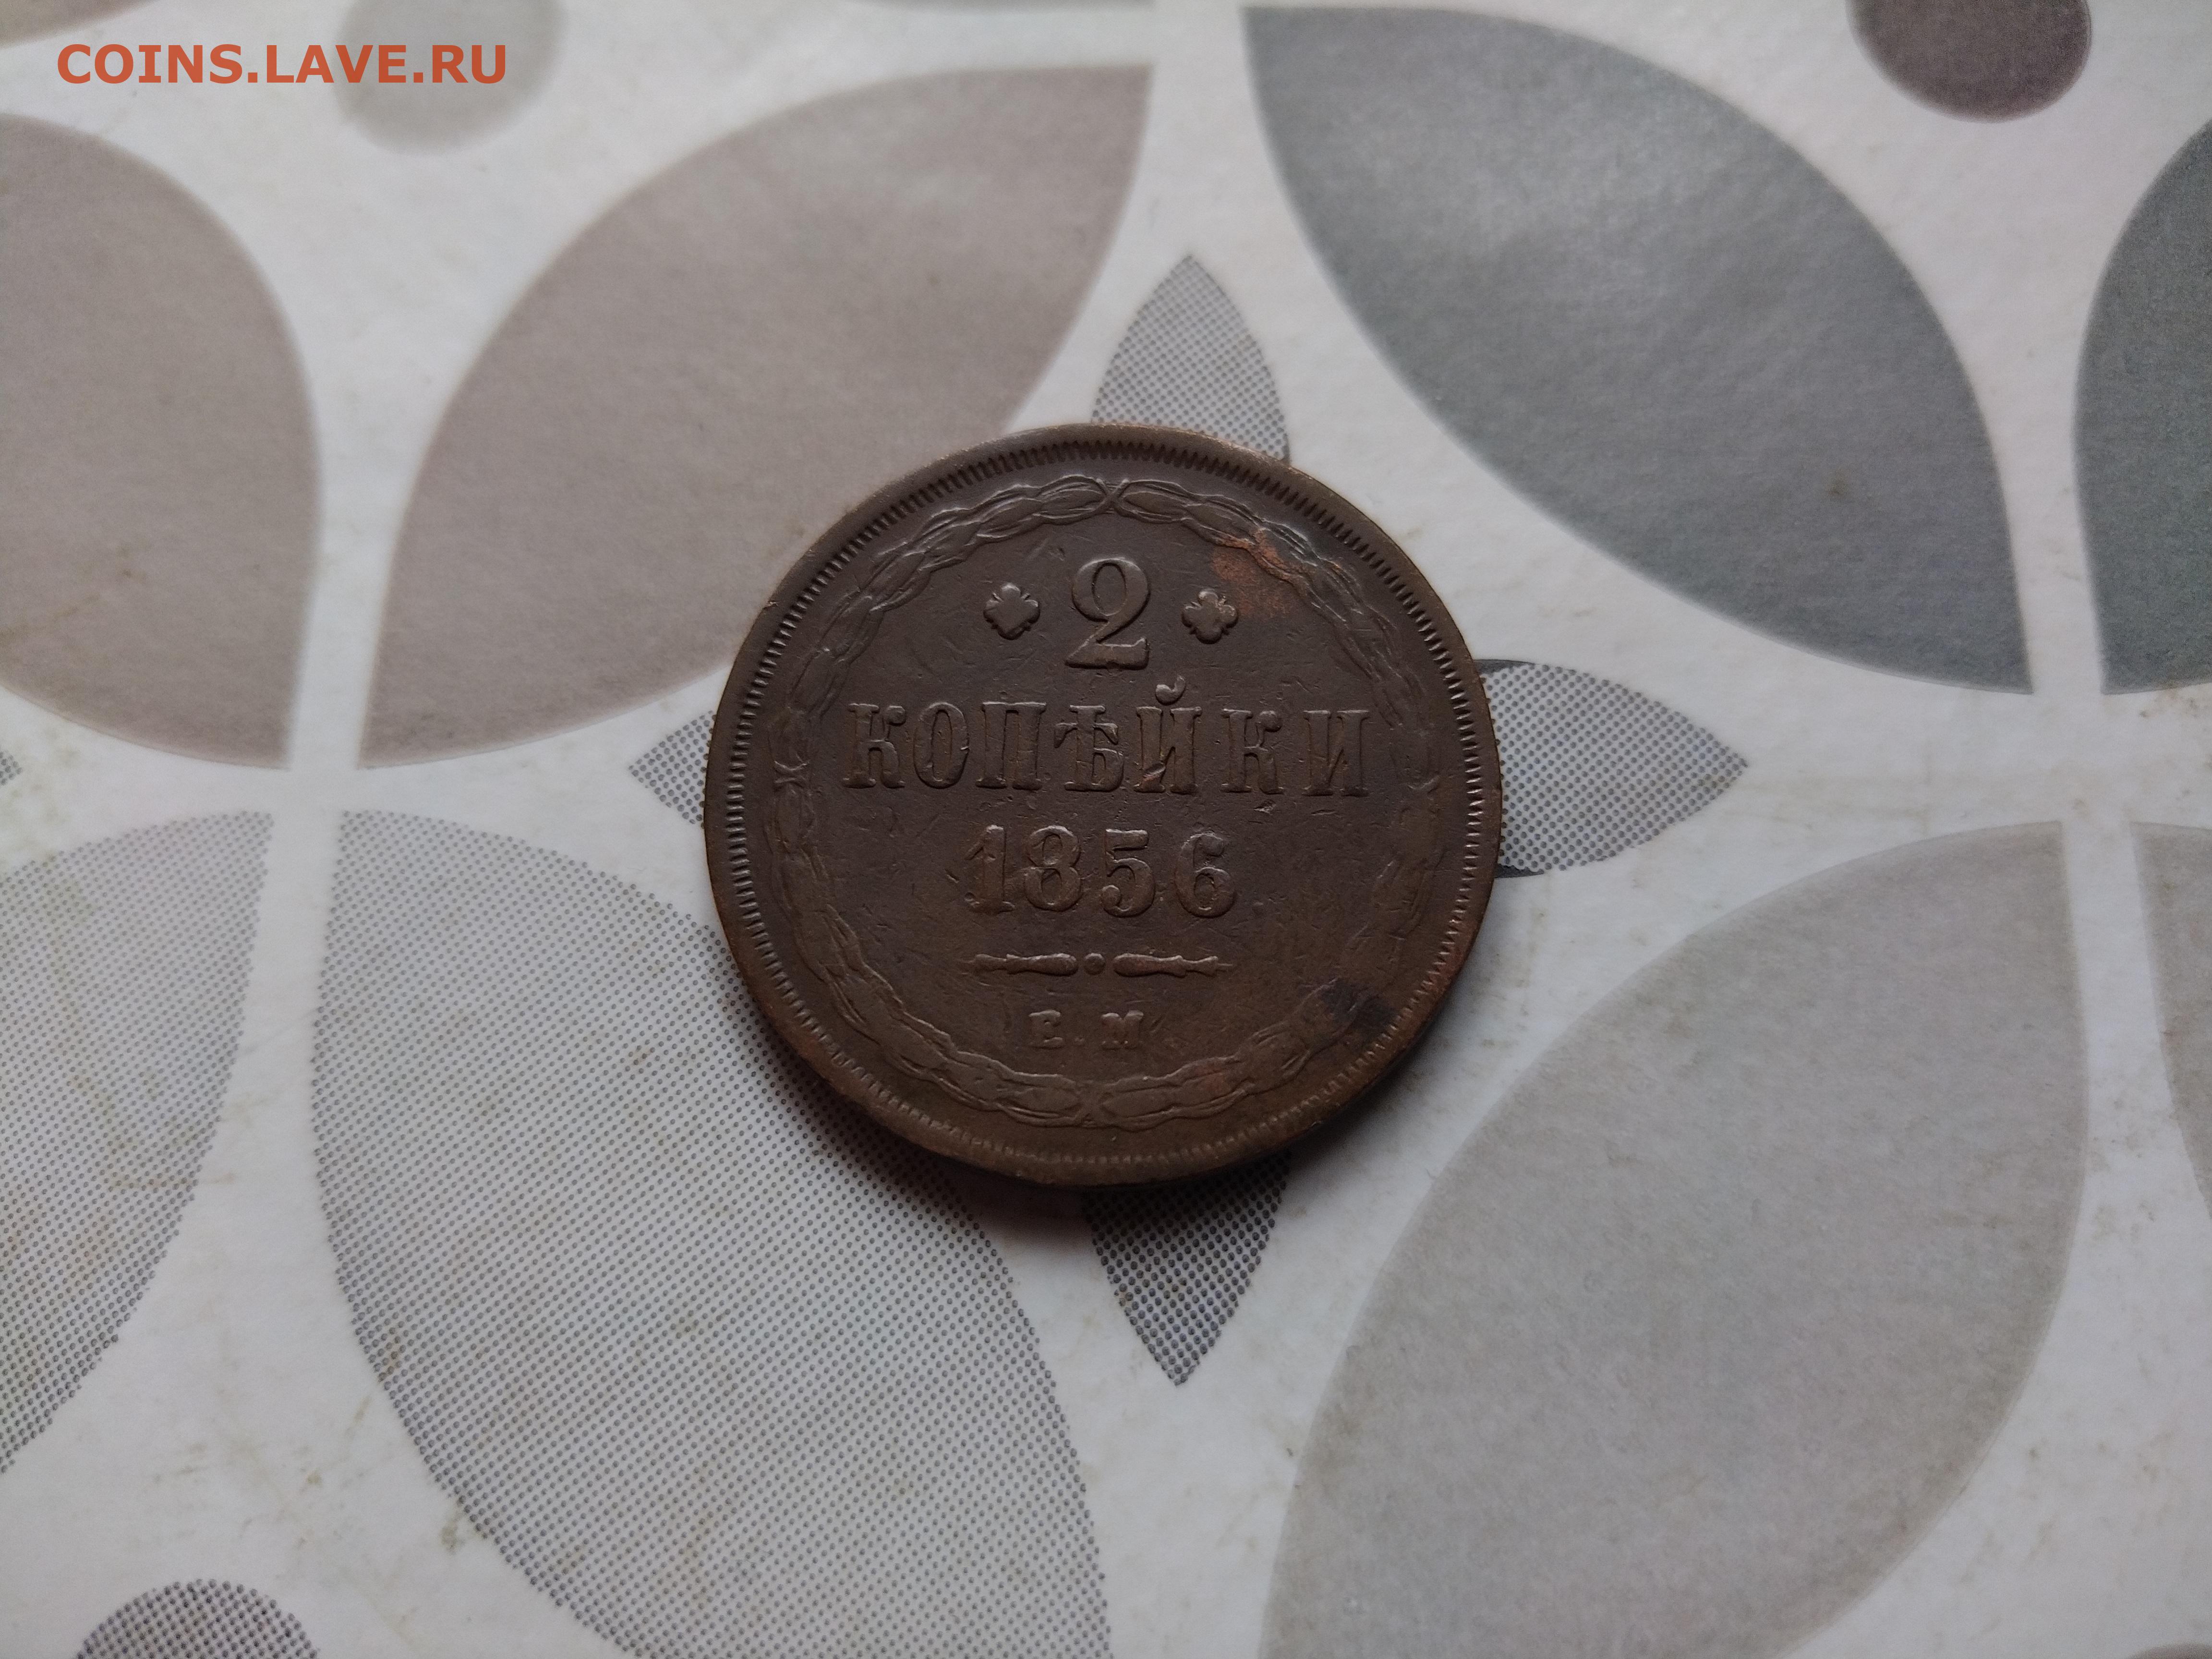 COINS.LAVE.RU
2
КОПѢЙКИ
1856
Е.М.